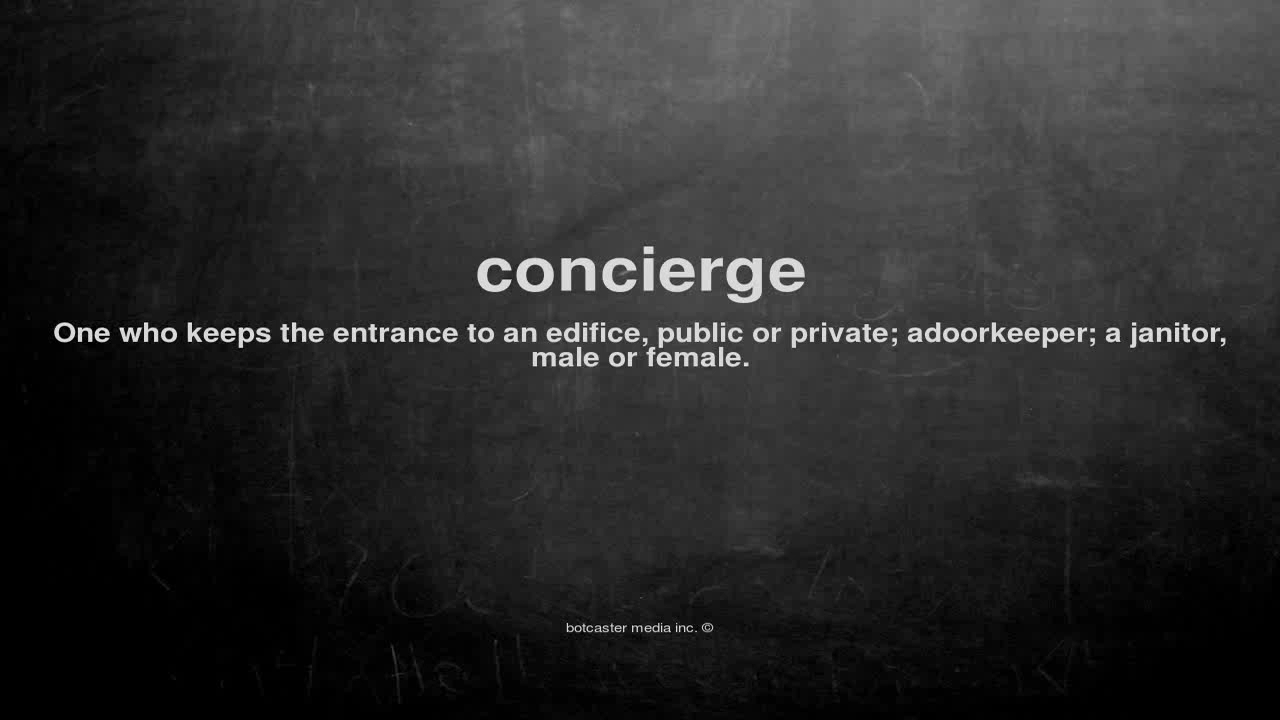 concierge
One who keeps the entrance to an edifice, public or private; adoorkeeper; a janitor,
male or female.
botcaster media inc. ©